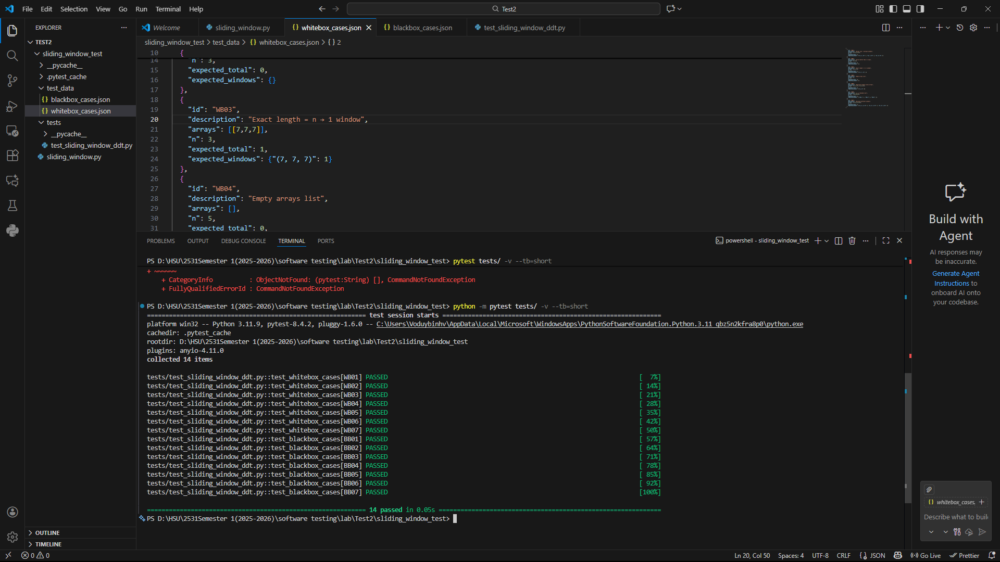 File Edit Selection View Go Run Terminal Help
Test2
EXPLORER
TEST2
sliding_window_test
__pycache__
.pytest_cache
test_data
{} blackbox_cases.json
{} whitebox_cases.json
tests
__pycache__
test_sliding_window_ddt.py
sliding_window.py
OUTLINE
TIMELINE
Welcome
sliding_window.py
{} whitebox_cases.json
{} blackbox_cases.json
test_sliding_window_ddt.py
sliding_window_test > test_data > {} whitebox_cases.json > {} 2
10 {
14 "n": 3,
15 "expected_total": 0,
16 "expected_windows": {}
17 },
18 {
19 "id": "WB03",
20 "description": "Exact length = n → 1 window",
21 "arrays": [[7,7,7]],
22 "n": 3,
23 "expected_total": 1,
24 "expected_windows": {"(7, 7, 7)": 1}
25 },
26 {
27 "id": "WB04",
28 "description": "Empty arrays list",
29 "arrays": [],
30 "n": 5,
31 "expected_total": 0,
PROBLEMS OUTPUT DEBUG CONSOLE TERMINAL PORTS
powershell - sliding_window_test
PS D:\HSU\2531Semester 1(2025-2026)\software testing\lab\Test2\sliding_window_test> pytest tests/ -v --tb=short
+ ~~~~~~
+ CategoryInfo : ObjectNotFound: (pytest:String) [], CommandNotFoundException
+ FullyQualifiedErrorId : CommandNotFoundException
PS D:\HSU\2531Semester 1(2025-2026)\software testing\lab\Test2\sliding_window_test> python -m pytest tests/ -v --tb=short
test session starts
platform win32 -- Python 3.11.9, pytest-8.4.2, pluggy-1.6.0 -- C:\Users\Voduybinhv\AppData\Local\Microsoft\WindowsApps\PythonSoftwareFoundation.Python.3.11_qbz5n2kfra8p0\python.exe
cachedir: .pytest_cache
rootdir: D:\HSU\2531Semester 1(2025-2026)\software testing\lab\Test2\sliding_window_test
plugins: anyio-4.11.0
collected 14 items
tests/test_sliding_window_ddt.py::test_whitebox_cases[WB01] PASSED [ 7%]
tests/test_sliding_window_ddt.py::test_whitebox_cases[WB02] PASSED [ 14%]
tests/test_sliding_window_ddt.py::test_whitebox_cases[WB03] PASSED [ 21%]
tests/test_sliding_window_ddt.py::test_whitebox_cases[WB04] PASSED [ 28%]
tests/test_sliding_window_ddt.py::test_whitebox_cases[WB05] PASSED [ 35%]
tests/test_sliding_window_ddt.py::test_whitebox_cases[WB06] PASSED [ 42%]
tests/test_sliding_window_ddt.py::test_whitebox_cases[WB07] PASSED [ 50%]
tests/test_sliding_window_ddt.py::test_blackbox_cases[BB01] PASSED [ 57%]
tests/test_sliding_window_ddt.py::test_blackbox_cases[BB02] PASSED [ 64%]
tests/test_sliding_window_ddt.py::test_blackbox_cases[BB03] PASSED [ 71%]
tests/test_sliding_window_ddt.py::test_blackbox_cases[BB04] PASSED [ 78%]
tests/test_sliding_window_ddt.py::test_blackbox_cases[BB05] PASSED [ 85%]
tests/test_sliding_window_ddt.py::test_blackbox_cases[BB06] PASSED [ 92%]
tests/test_sliding_window_ddt.py::test_blackbox_cases[BB07] PASSED [100%]
14 passed in 0.05s
PS D:\HSU\2531Semester 1(2025-2026)\software testing\lab\Test2\sliding_window_test>
Build with
Agent
AI responses may
be inaccurate.
Generate Agent
Instructions to
onboard AI onto
your codebase.
{} whitebox_cases.
Describe what to buil
0 0
Ln 20, Col 50 Spaces: 4 UTF-8 CRLF {} JSON Go Live Prettier